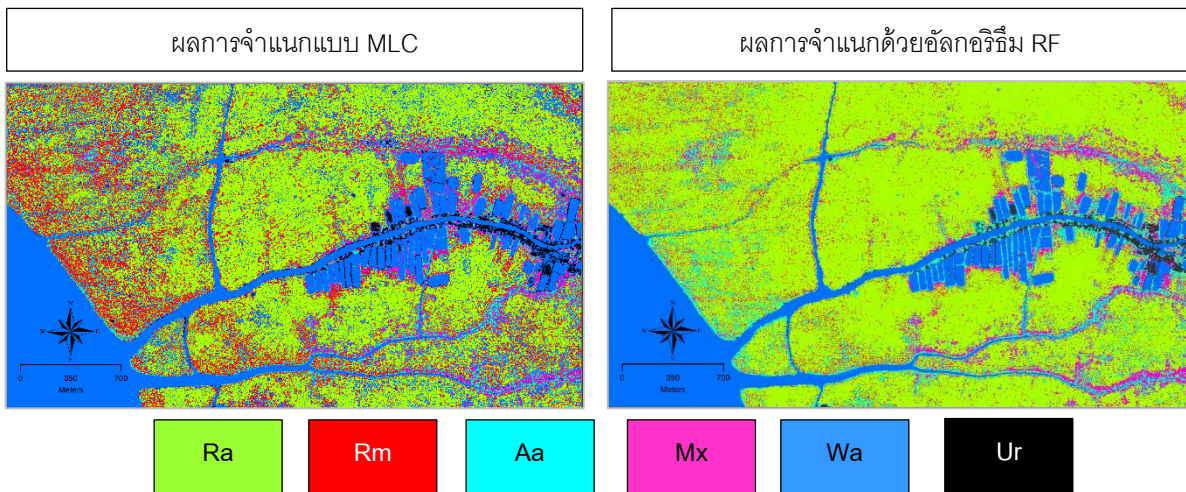 ผลการจำแนกแบบ MLC
ผลการจำแนกด้วยอัลกอริธึม RF
N
W
E
S
0 350 700
Meters
N
W
E
S
0 350 700
Meters
Ra
Rm
Aa
Mx
Wa
Ur